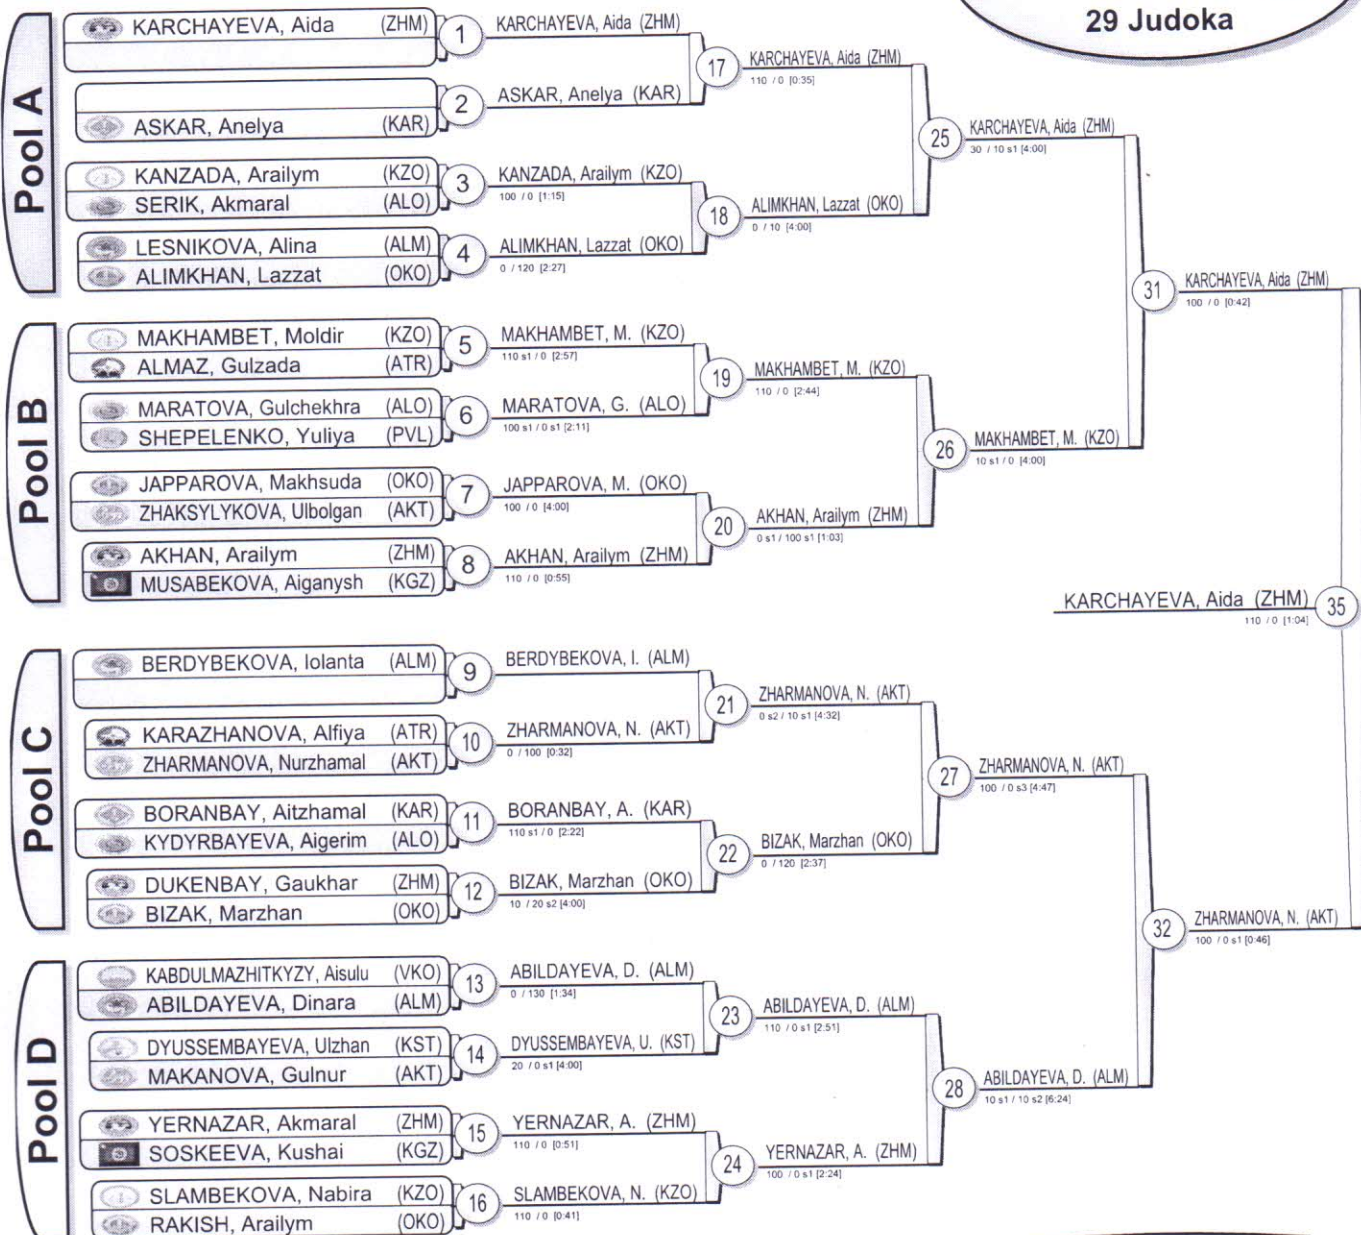 29 Judoka
Pool A
KARCHAYEVA, Aida (ZHM)
ASKAR, Anelya (KAR)
KANZADA, Arailym (KZO)
SERIK, Akmaral (ALO)
LESNIKOVA, Alina (ALM)
ALIMKHAN, Lazzat (OKO)
Pool B
MAKHAMBET, Moldir (KZO)
ALMAZ, Gulzada (ATR)
MARATOVA, Gulchekhra (ALO)
SHEPELENKO, Yuliya (PVL)
JAPPAROVA, Makhsuda (OKO)
ZHAKSYLYKOVA, Ulbolgan (AKT)
AKHAN, Arailym (ZHM)
MUSABEKOVA, Aiganysh (KGZ)
Pool C
BERDYBEKOVA, Iolanta (ALM)
KARAZHANOVA, Alfiya (ATR)
ZHARMANOVA, Nurzhamal (AKT)
BORANBAY, Aitzhamal (KAR)
KYDYRBAYEVA, Aigerim (ALO)
DUKENBAY, Gaukhar (ZHM)
BIZAK, Marzhan (OKO)
Pool D
KABDULMAZHITKYZY, Aisulu (VKO)
ABILDAYEVA, Dinara (ALM)
DYUSSEMBAYEVA, Ulzhan (KST)
MAKANOVA, Gulnur (AKT)
YERNAZAR, Akmaral (ZHM)
SOSKEEVA, Kushai (KGZ)
SLAMBEKOVA, Nabira (KZO)
RAKISH, Arailym (OKO)
1
KARCHAYEVA, Aida (ZHM)
2
ASKAR, Anelya (KAR)
3
KANZADA, Arailym (KZO)
100 / 0 [1:15]
4
ALIMKHAN, Lazzat (OKO)
0 / 120 [2:27]
5
MAKHAMBET, M. (KZO)
110 s1 / 0 [2:57]
6
MARATOVA, G. (ALO)
100 s1 / 0 s1 [2:11]
7
JAPPAROVA, M. (OKO)
100 / 0 [4:00]
8
AKHAN, Arailym (ZHM)
110 / 0 [0:55]
9
BERDYBEKOVA, I. (ALM)
10
ZHARMANOVA, N. (AKT)
0 / 100 [0:32]
11
BORANBAY, A. (KAR)
110 s1 / 0 [2:22]
12
BIZAK, Marzhan (OKO)
10 / 20 s2 [4:00]
13
ABILDAYEVA, D. (ALM)
0 / 130 [1:34]
14
DYUSSEMBAYEVA, U. (KST)
20 / 0 s1 [4:00]
15
YERNAZAR, A. (ZHM)
110 / 0 [0:51]
16
SLAMBEKOVA, N. (KZO)
110 / 0 [0:41]
17
KARCHAYEVA, Aida (ZHM)
110 / 0 [0:35]
18
ALIMKHAN, Lazzat (OKO)
0 / 10 [4:00]
19
MAKHAMBET, M. (KZO)
110 / 0 [2:44]
20
AKHAN, Arailym (ZHM)
0 s1 / 100 s1 [1:03]
21
ZHARMANOVA, N. (AKT)
0 s2 / 10 s1 [4:32]
22
BIZAK, Marzhan (OKO)
0 / 120 [2:37]
23
ABILDAYEVA, D. (ALM)
110 / 0 s1 [2:51]
24
YERNAZAR, A. (ZHM)
100 / 0 s1 [2:24]
25
KARCHAYEVA, Aida (ZHM)
30 / 10 s1 [4:00]
26
MAKHAMBET, M. (KZO)
10 s1 / 0 [4:00]
27
ZHARMANOVA, N. (AKT)
100 / 0 s3 [4:47]
28
ABILDAYEVA, D. (ALM)
10 s1 / 10 s2 [6:24]
31
KARCHAYEVA, Aida (ZHM)
100 / 0 [0:42]
32
ZHARMANOVA, N. (AKT)
100 / 0 s1 [0:46]
KARCHAYEVA, Aida (ZHM)
110 / 0 [1:04]
35